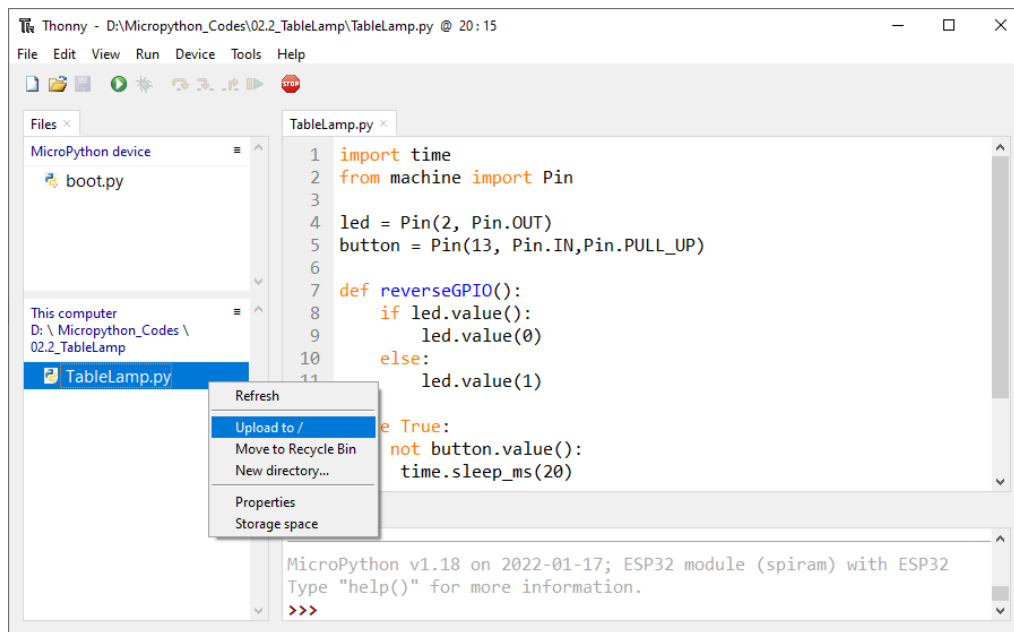 Thonny - D:\Micropython_Codes\02.2_TableLamp\TableLamp.py @ 20:15
File Edit View Run Device Tools Help
STOP
Files
MicroPython device
boot.py
This computer
D: \ Micropython_Codes \
02.2_TableLamp
TableLamp.py
Refresh
Upload to /
Move to Recycle Bin
New directory...
Properties
Storage space
TableLamp.py
1 import time
2 from machine import Pin
3
4 led = Pin(2, Pin.OUT)
5 button = Pin(13, Pin.IN,Pin.PULL_UP)
6
7 def reverseGPIO():
8     if led.value():
9         led.value(0)
10     else:
11         led.value(1)
e True:
not button.value():
time.sleep_ms(20)
MicroPython v1.18 on 2022-01-17; ESP32 module (spiram) with ESP32
Type "help()" for more information.
>>>